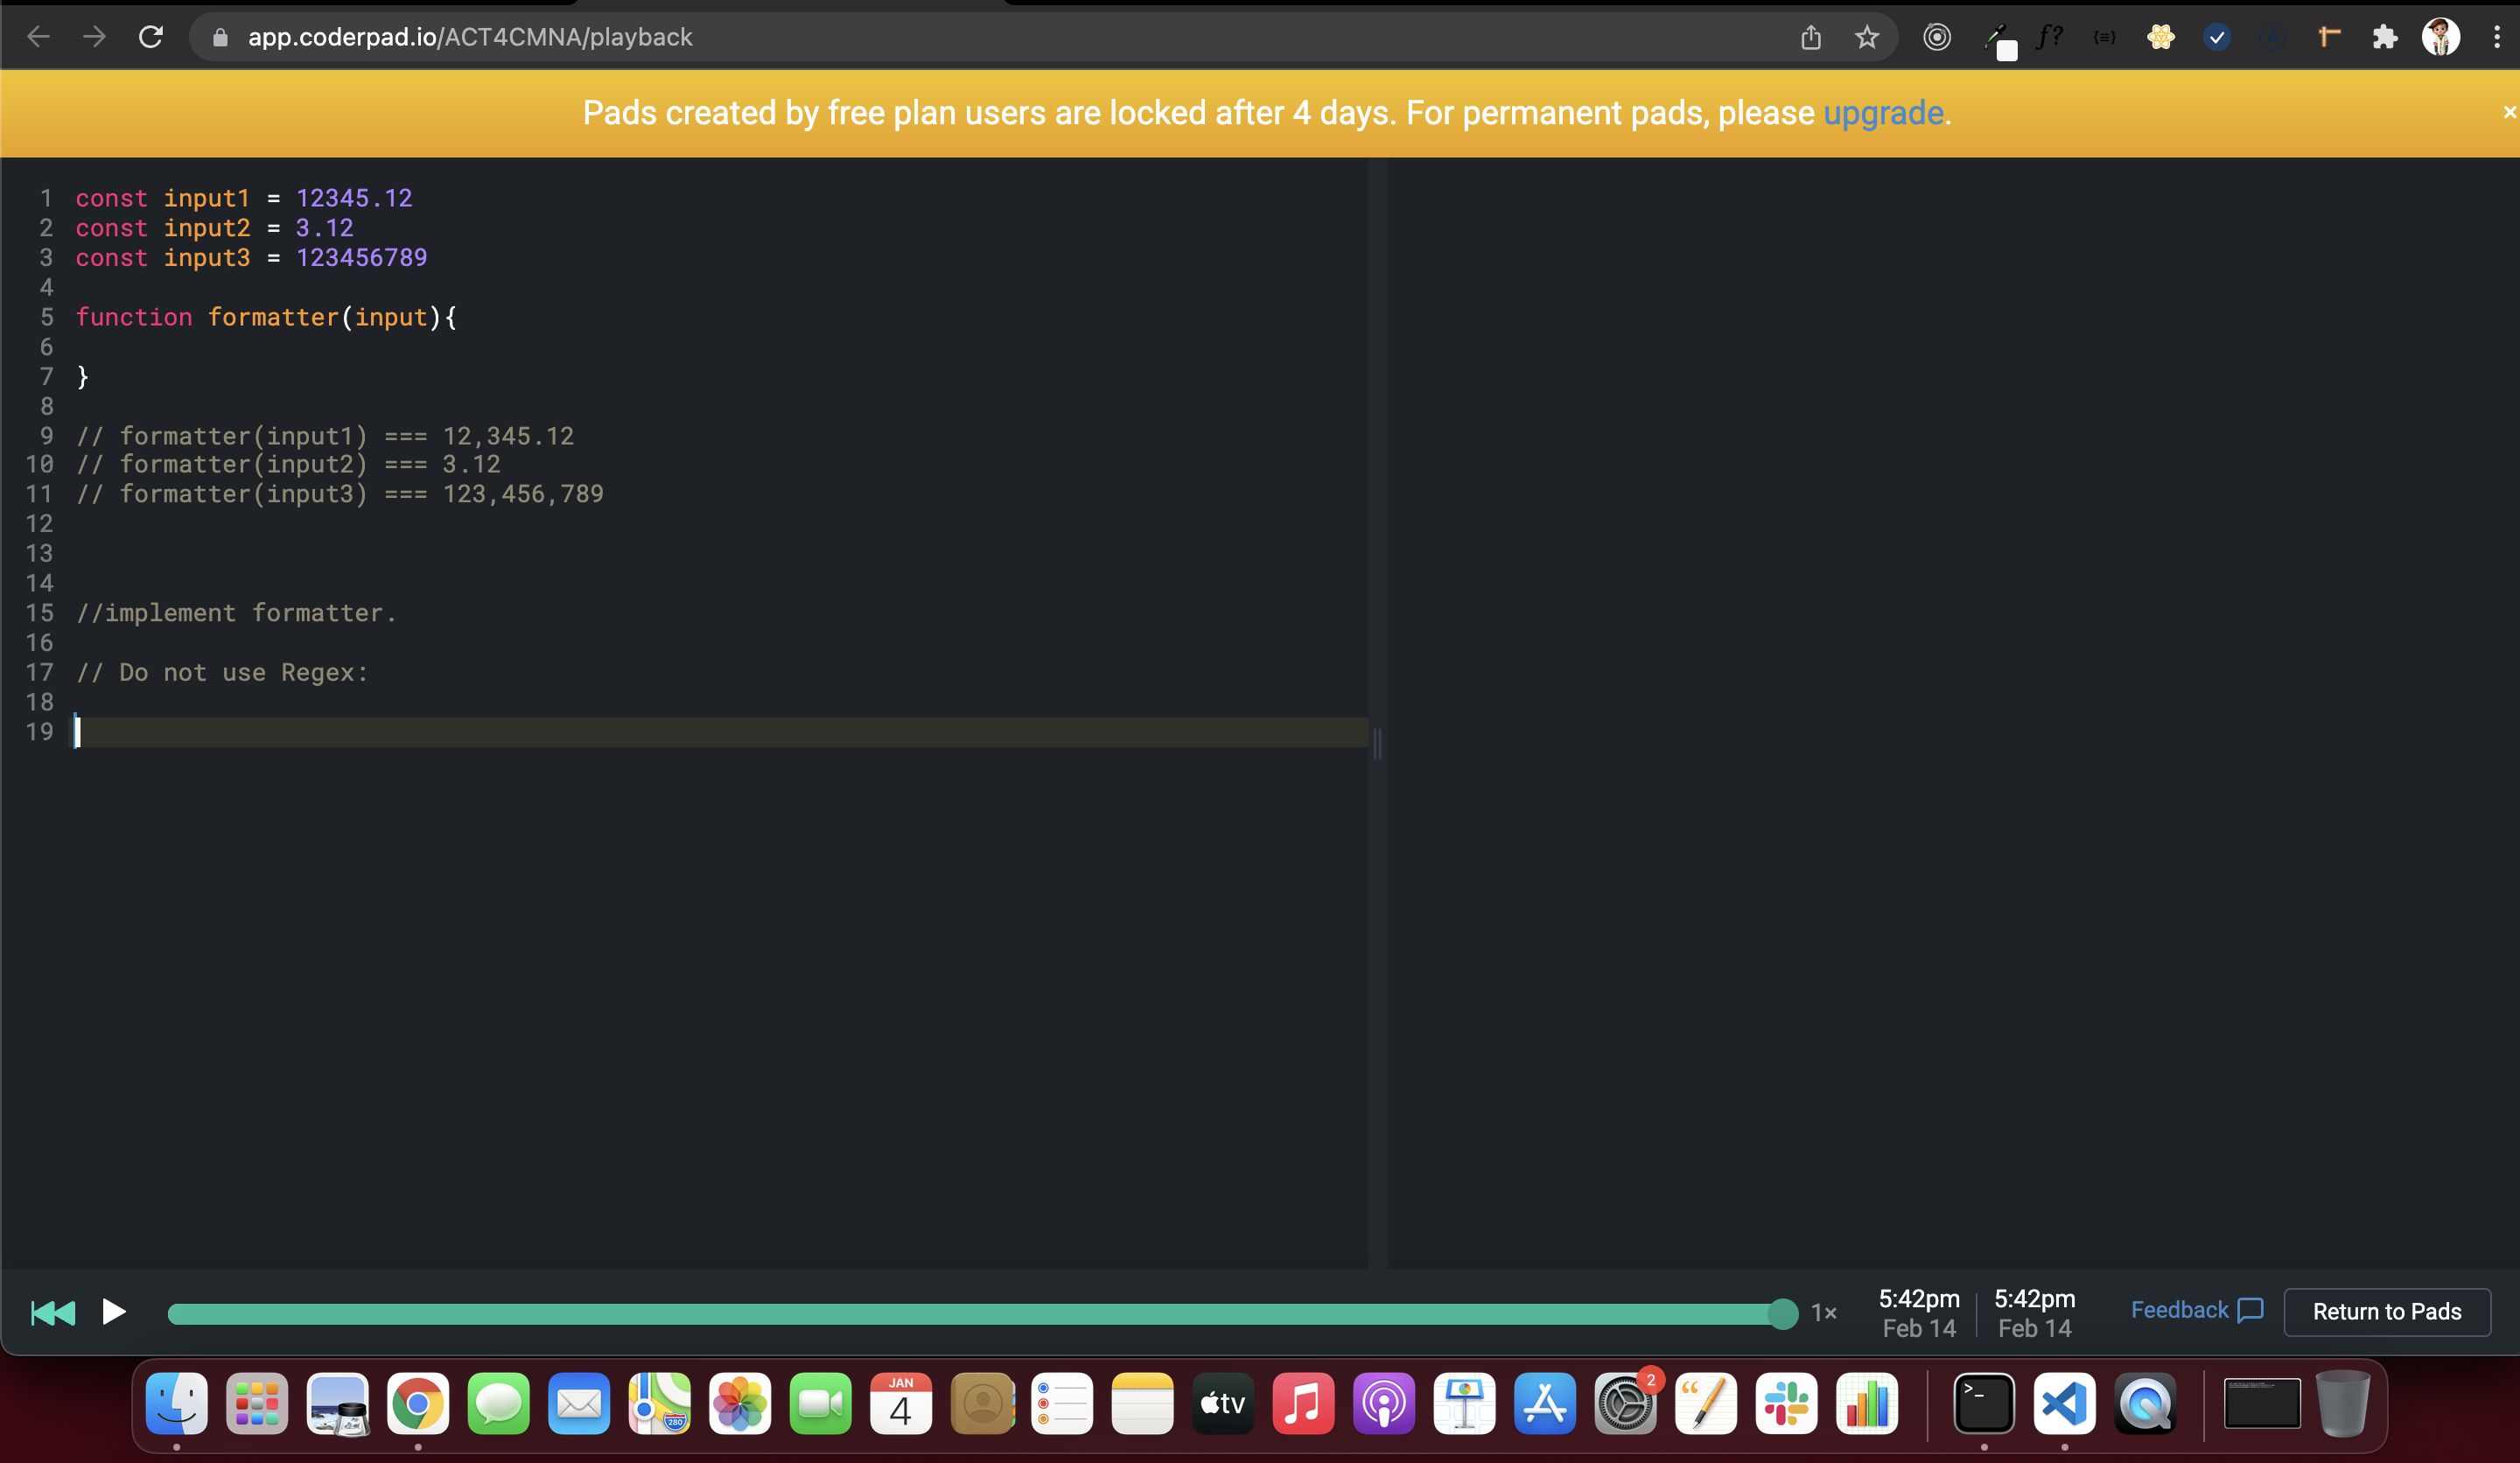 app.coderpad.io/ACT4CMNA/playback
f?
{≡}
Pads created by free plan users are locked after 4 days. For permanent pads, please upgrade.
×
1 const input1 = 12345.12
2 const input2 = 3.12
3 const input3 = 123456789
4
5 function formatter(input){
6
7 }
8
9 // formatter(input1) === 12,345.12
10 // formatter(input2) === 3.12
11 // formatter(input3) === 123,456,789
12
13
14
15 //implement formatter.
16
17 // Do not use Regex:
18
19
1×
5:42pm
Feb 14
5:42pm
Feb 14
Feedback
Return to Pads
280
JAN
4
tv
2
>_